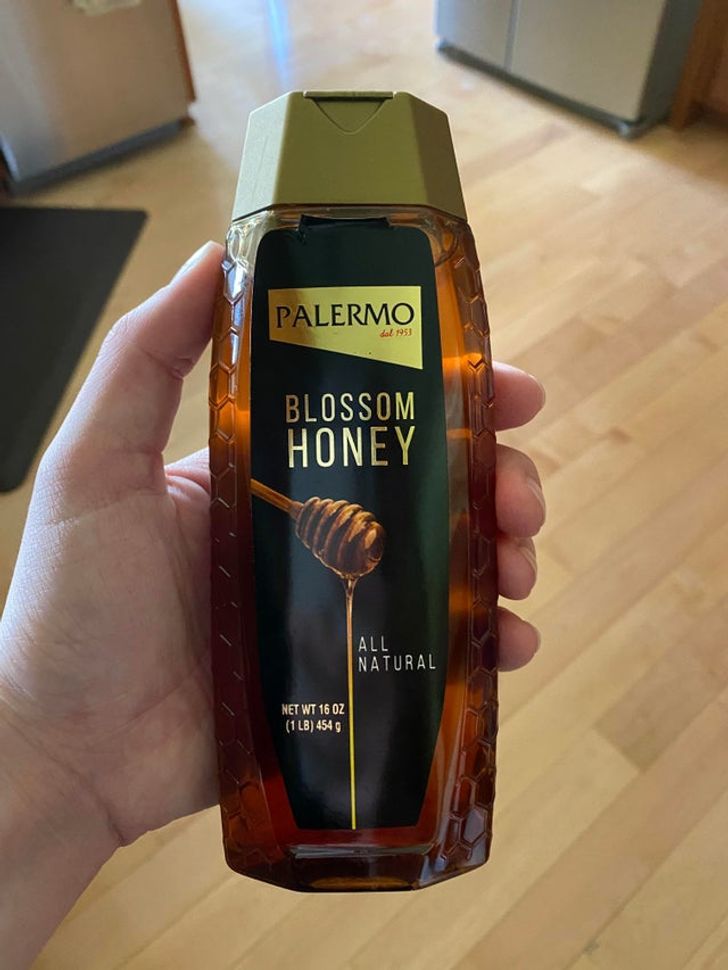 PALERMO
dal 1953
BLOSSOM
HONEY
ALL
NATURAL
NET WT 16 OZ
(1 LB) 454 g